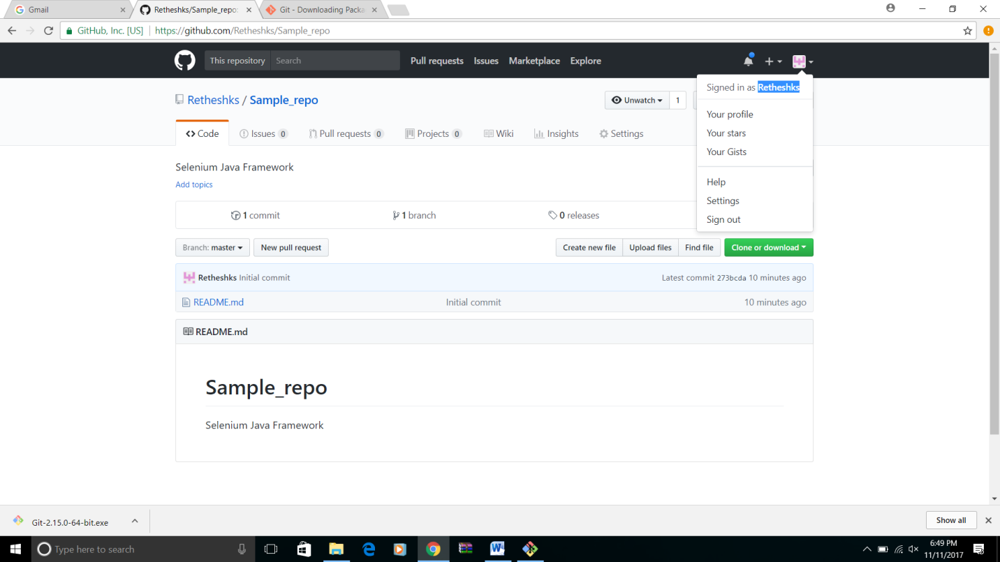 Gmail
Retheshks/Sample_repo:
Git - Downloading Packa
GitHub, Inc. [US]
https://github.com/Retheshks/Sample_repo
This repository
Search
Pull requests
Issues
Marketplace
Explore
Signed in as Retheshks
Your profile
Your stars
Your Gists
Help
Settings
Sign out
Retheshks / Sample_repo
Unwatch
1
Code
Issues 0
Pull requests 0
Projects 0
Wiki
Insights
Settings
Selenium Java Framework
Add topics
1 commit
1 branch
0 releases
Branch: master
New pull request
Create new file
Upload files
Find file
Clone or download
Retheshks Initial commit
Latest commit 273bcda 10 minutes ago
README.md
Initial commit
10 minutes ago
README.md
Sample_repo
Selenium Java Framework
Git-2.15.0-64-bit.exe
Show all
Type here to search
6:49 PM
11/11/2017